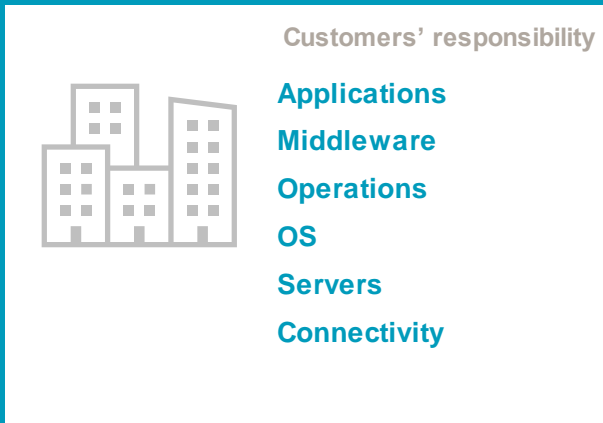 Customers’ responsibility
Applications
Middleware
Operations
OS
Servers
Connectivity